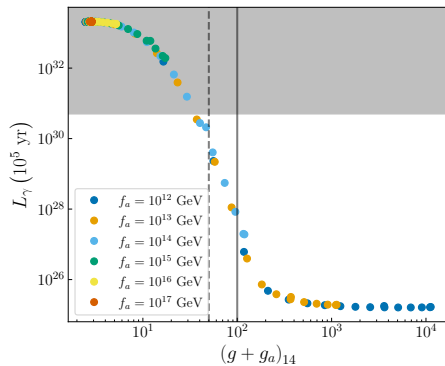 L_γ (10^5 yr)
10^32
10^30
10^28
10^26
f_a = 10^12 GeV
f_a = 10^13 GeV
f_a = 10^14 GeV
f_a = 10^15 GeV
f_a = 10^16 GeV
f_a = 10^17 GeV
10^1 10^2 10^3 10^4
(g + g_a)_14